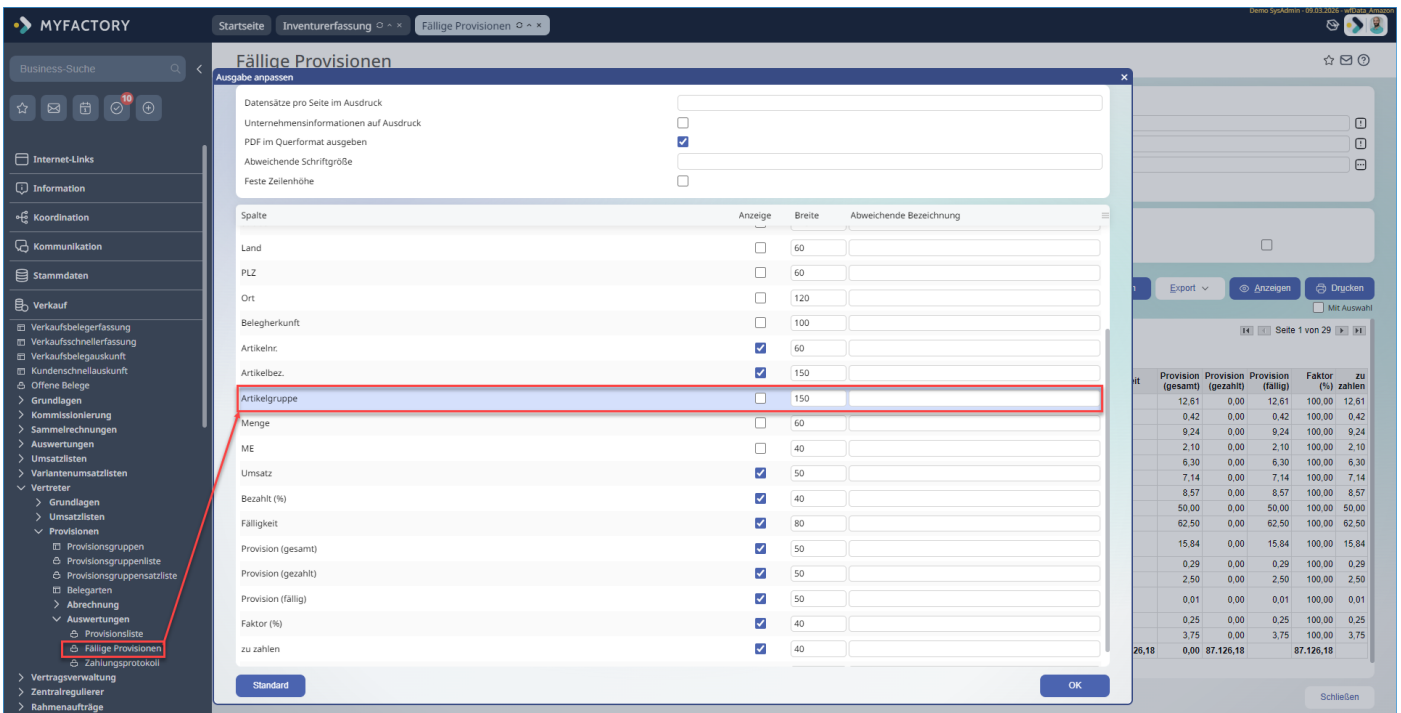 Demo SysAdmin - 09.03.2026 - wfData_Amazon
MYFACTORY
Startseite
Inventurerfassung
Fällige Provisionen
Business-Suche
10
Internet-Links
Information
Koordination
Kommunikation
Stammdaten
Verkauf
Verkaufsbelegerfassung
Verkaufsschnellerfassung
Verkaufsbelegauskunft
Kundenschnellauskunft
Offene Belege
Grundlagen
Kommissionierung
Sammelrechnungen
Auswertungen
Umsatzlisten
Variantenumsatzlisten
Vertreter
Grundlagen
Umsatzlisten
Provisionen
Provisionsgruppen
Provisionsgruppenliste
Provisionsgruppensatzliste
Belegarten
Abrechnung
Auswertungen
Provisionsliste
Fällige Provisionen
Zahlungsprotokoll
Vertragsverwaltung
Zentralregulierer
Rahmenaufträge
Fällige Provisionen
Ausgabe anpassen
Datensätze pro Seite im Ausdruck
Unternehmensinformationen auf Ausdruck
PDF im Querformat ausgeben
Abweichende Schriftgröße
Feste Zeilenhöhe
Spalte Anzeige Breite Abweichende Bezeichnung
Land 60
PLZ 60
Ort 120
Belegherkunft 100
Artikelnr. 60
Artikelbez. 150
Artikelgruppe 150
Menge 60
ME 40
Umsatz 50
Bezahlt (%) 40
Fälligkeit 80
Provision (gesamt) 50
Provision (gezahlt) 50
Provision (fällig) 50
Faktor (%) 40
zu zahlen 40
Standard
OK
Export
Anzeigen
Drucken
Mit Auswahl
Seite 1 von 29
Provision Provision Provision Faktor zu
(gesamt) (gezahlt) (fällig) (%) zahlen
12,61 0,00 12,61 100,00 12,61
0,42 0,00 0,42 100,00 0,42
9,24 0,00 9,24 100,00 9,24
2,10 0,00 2,10 100,00 2,10
6,30 0,00 6,30 100,00 6,30
7,14 0,00 7,14 100,00 7,14
8,57 0,00 8,57 100,00 8,57
50,00 0,00 50,00 100,00 50,00
62,50 0,00 62,50 100,00 62,50
15,84 0,00 15,84 100,00 15,84
0,29 0,00 0,29 100,00 0,29
2,50 0,00 2,50 100,00 2,50
0,01 0,00 0,01 100,00 0,01
0,25 0,00 0,25 100,00 0,25
3,75 0,00 3,75 100,00 3,75
26,18 0,00 87.126,18 87.126,18
Schließen